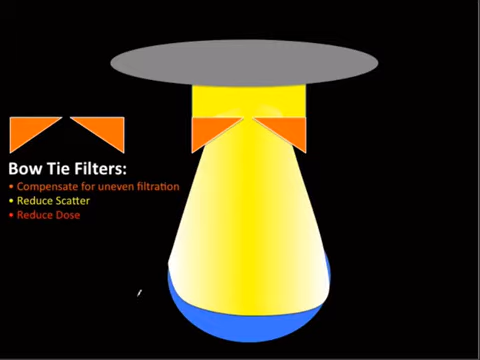 Bow Tie Filters:
• Compensate for uneven filtration
• Reduce Scatter
• Reduce Dose